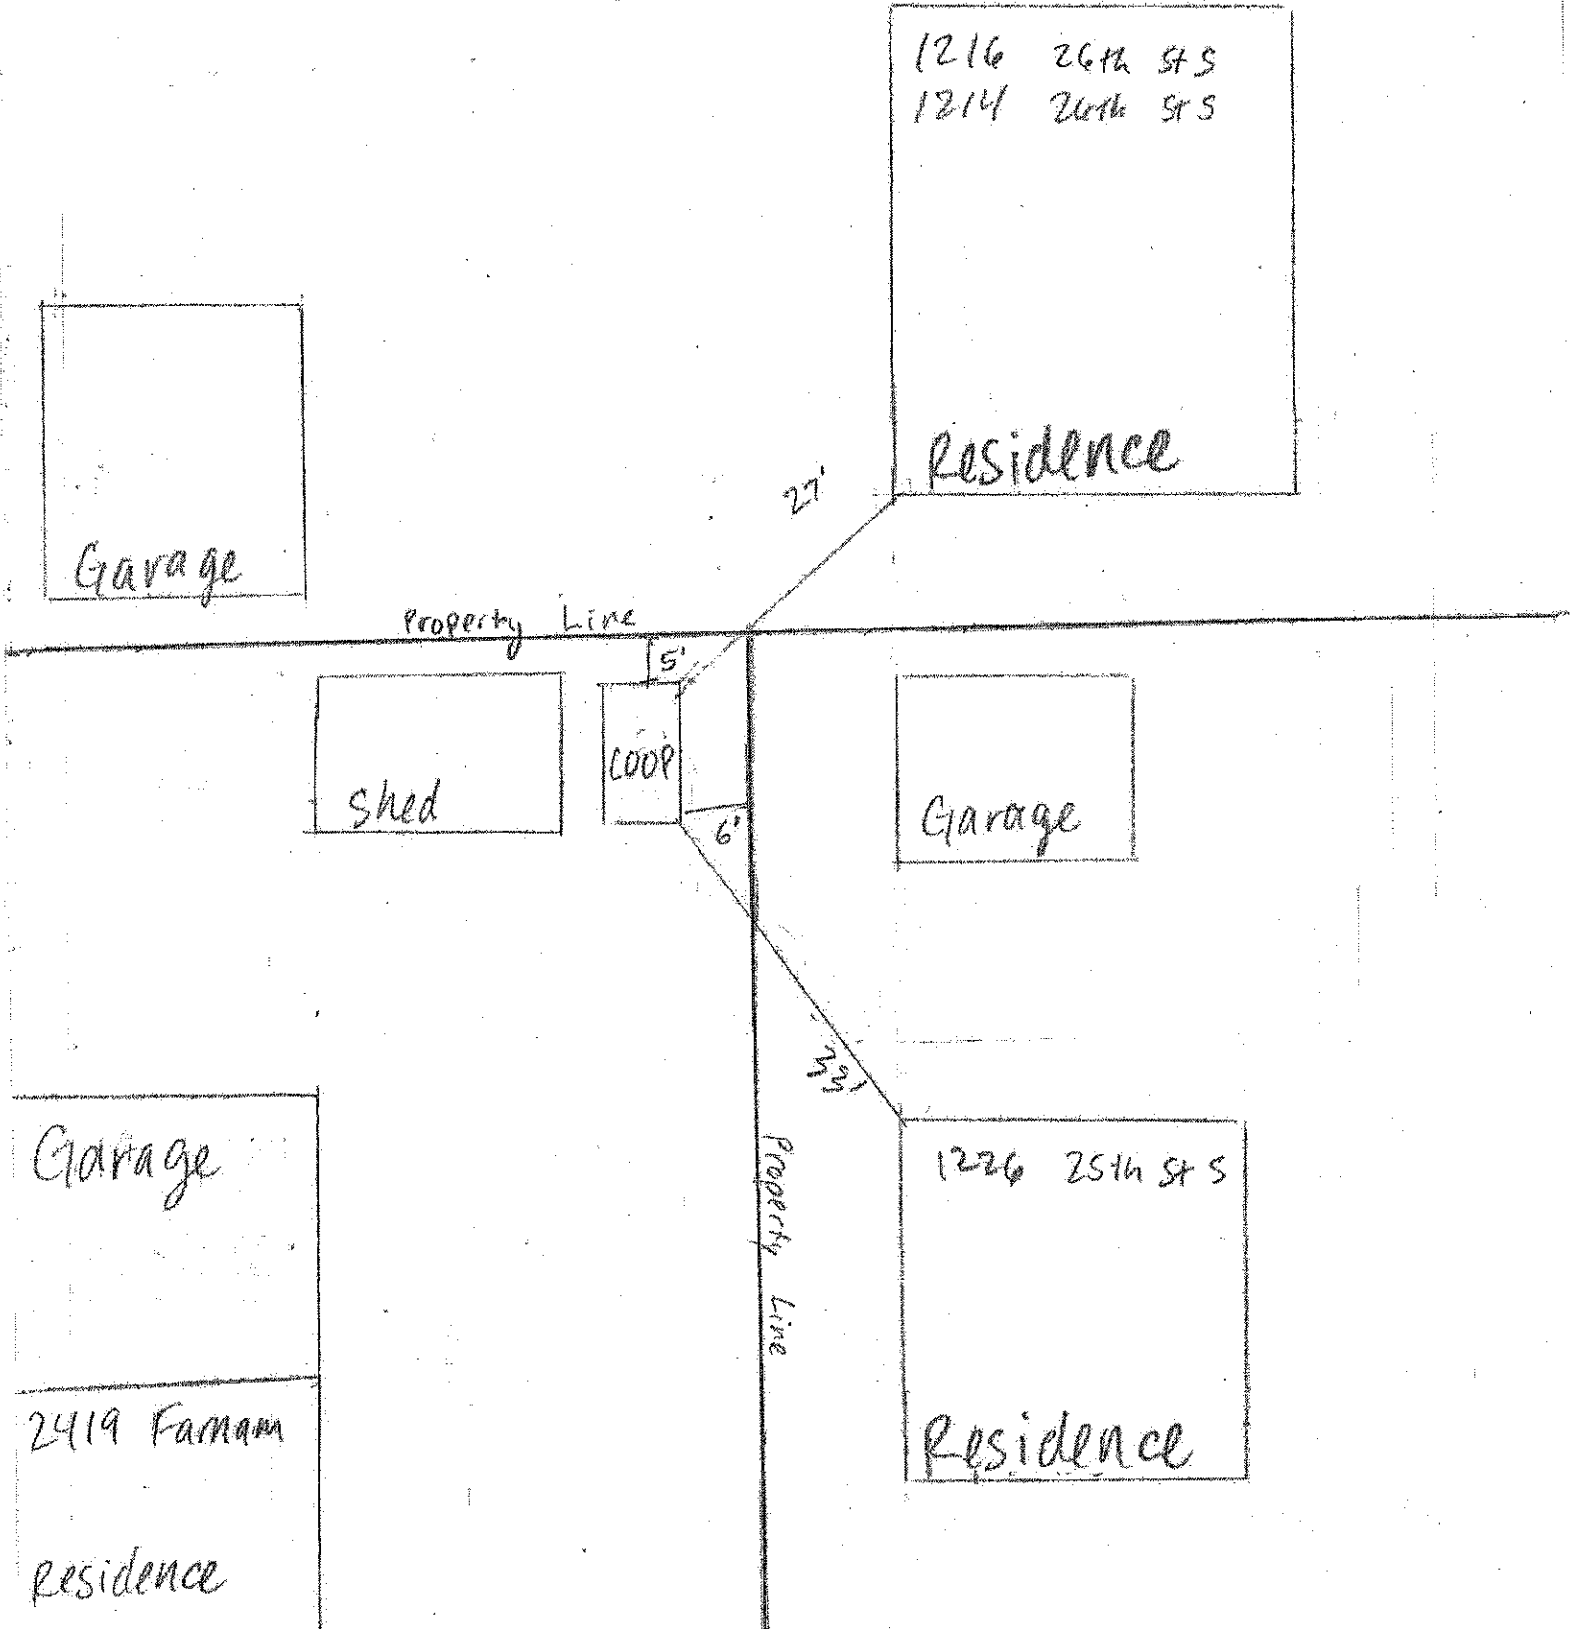 1216 26th St S
1214 26th St S
Residence
27'
Garage
Property Line
5'
Shed
COOP
6'
Garage
33'
Garage
Property Line
1226 25th St S
Residence
2419 Farnam
Residence